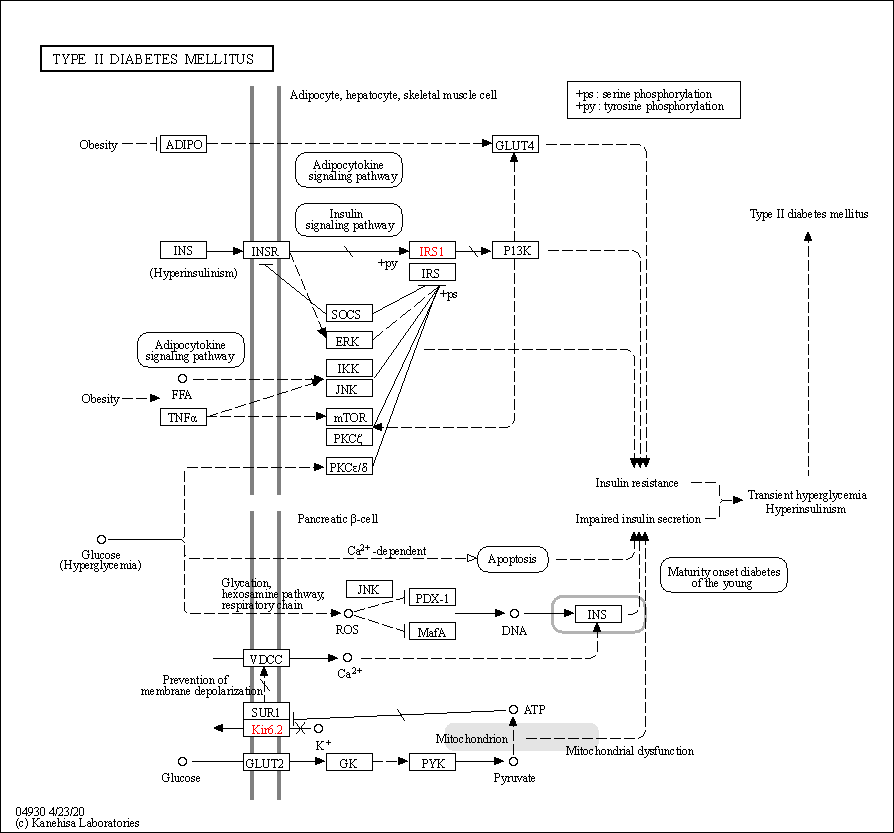 TYPE II DIABETES MELLITUS
Adipocyte, hepatocyte, skeletal muscle cell
+ps : serine phosphorylation
+py : tyrosine phosphorylation
Obesity
ADIPO
GLUT4
Adipocytokine
signaling pathway
Insulin
signaling pathway
Type II diabetes mellitus
INS
INSR
IRS1
P13K
(Hyperinsulinism)
+py
IRS
+ps
SOCS
ERK
Adipocytokine
signaling pathway
IKK
JNK
FFA
Obesity
TNFα
mTOR
PKCζ
PKCε/δ
Insulin resistance
Transient hyperglycemia
Hyperinsulinism
Pancreatic β-cell
Impaired insulin secretion
Glucose
(Hyperglycemia)
Ca2+ -dependent
Apoptosis
Maturity onset diabetes
of the young
Glycation,
hexosamine pathway,
respiratory chain
JNK
PDX-1
ROS
MafA
DNA
INS
VDCC
Ca2+
Prevention of
membrane depolarization
SUR1
Kir6.2
K+
ATP
Mitochondrion
Mitochondrial dysfunction
Glucose
GLUT2
GK
PYK
Pyruvate
04930 4/23/20
(c) Kanehisa Laboratories